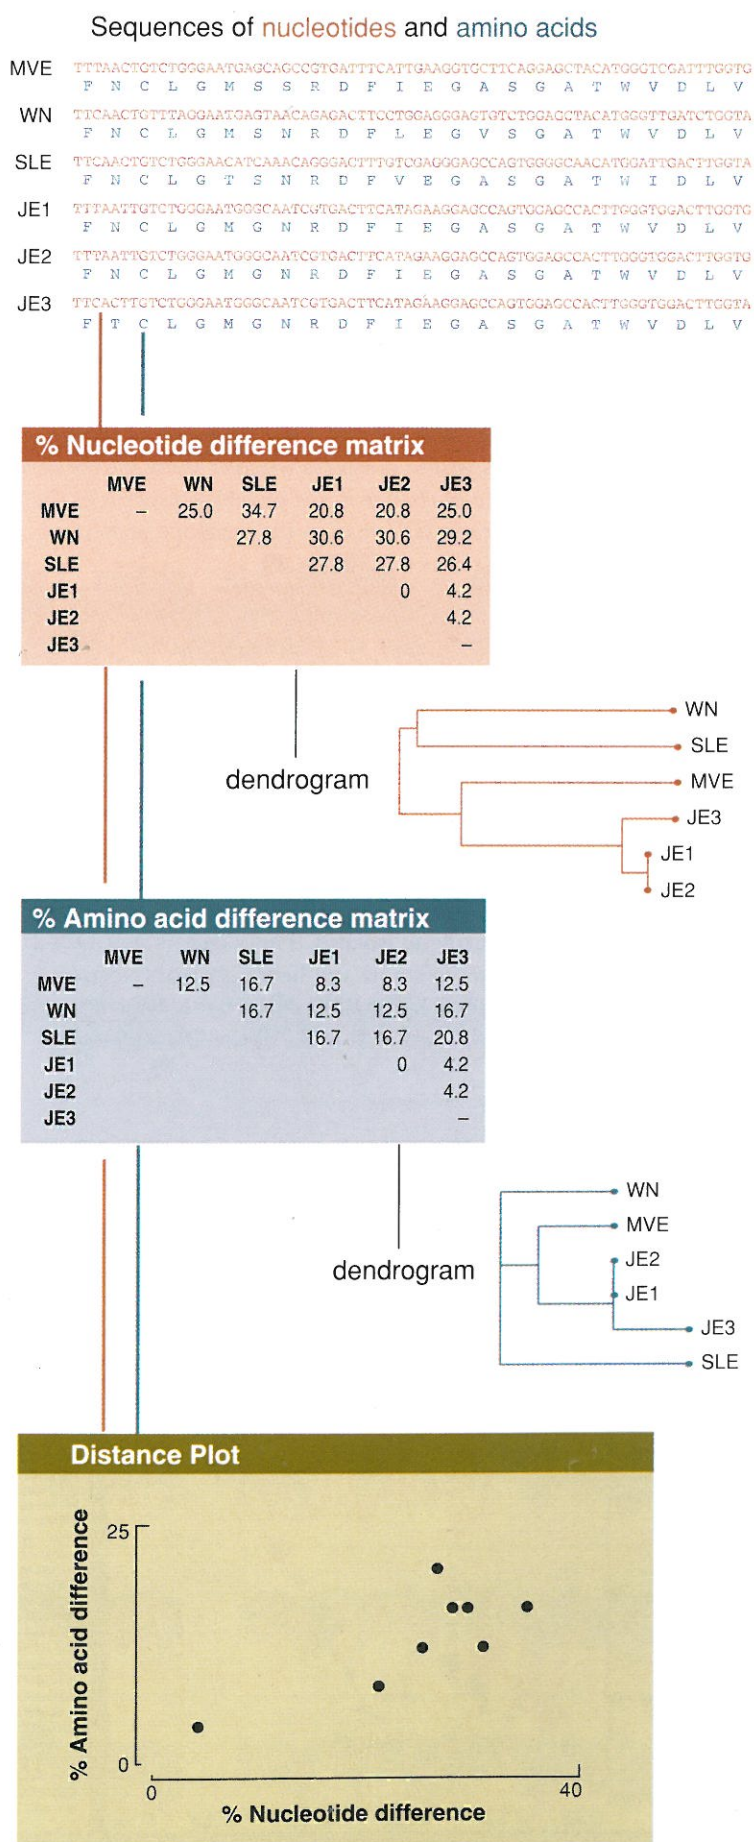 Sequences of nucleotides and amino acids
MVE TTTAACTGTCTGGGAATGAGCAGCCGTGATTTCATTGAAGGTGCTTCAGGAGCTACATGGGTCGATTTGGTG
F N C L G M S S R D F I E G A S G A T W V D L V
WN TTCAACTGTTTAGGAATGAGTAACAGAGACTTCCTGGAGGGAGTGTCTGGAGCTACATGGGTTGATCTGGTA
F N C L G M S N R D F L E G V S G A T W V D L V
SLE TTCAACTGTCTGGGAACATCAAACAGGGACTTTGTCGAGGGAGCCAGTGGGGCAACATGGATTGACTTGGTA
F N C L G T S N R D F V E G A S G A T W I D L V
JE1 TTTAATTGTCTGGGAATGGGCAATCGTGACTTCATAGAAGGAGCCAGTGGAGCCACTTGGGTGGACTTGGTG
F N C L G M G N R D F I E G A S G A T W V D L V
JE2 TTTAATTGTCTGGGAATGGGCAATCGTGACTTCATAGAAGGAGCCAGTGGAGCCACTTGGGTGGACTTGGTG
F N C L G M G N R D F I E G A S G A T W V D L V
JE3 TTCACTTGTCTGGGAATGGGCAATCGTGACTTCATAGAAGGAGCCAGTGGAGCCACTTGGGTGGACTTGGTA
F T C L G M G N R D F I E G A S G A T W V D L V
% Nucleotide difference matrix
MVE WN SLE JE1 JE2 JE3
MVE – 25.0 34.7 20.8 20.8 25.0
WN 27.8 30.6 30.6 29.2
SLE 27.8 27.8 26.4
JE1 0 4.2
JE2 4.2
JE3 –
dendrogram
WN
SLE
MVE
JE3
JE1
JE2
% Amino acid difference matrix
MVE WN SLE JE1 JE2 JE3
MVE – 12.5 16.7 8.3 8.3 12.5
WN 16.7 12.5 12.5 16.7
SLE 16.7 16.7 20.8
JE1 0 4.2
JE2 4.2
JE3 –
dendrogram
WN
MVE
JE2
JE1
JE3
SLE
Distance Plot
% Amino acid difference
25
0
0 40
% Nucleotide difference